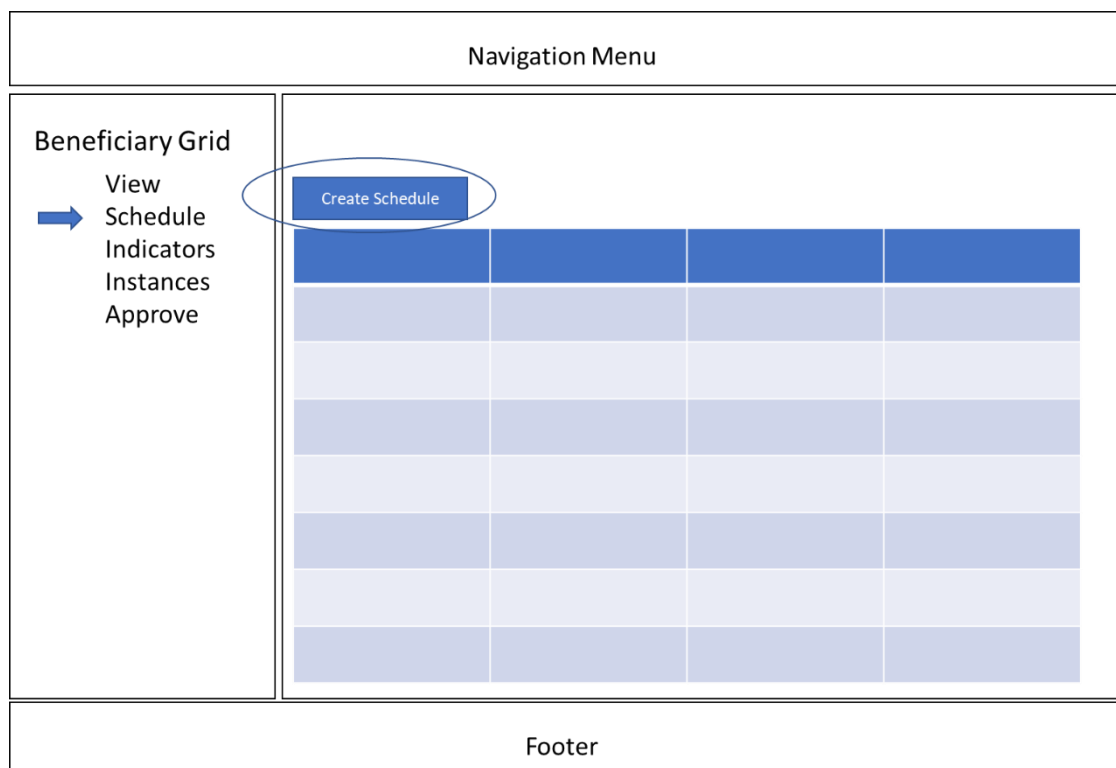 Navigation Menu
Beneficiary Grid
View
Schedule
Indicators
Instances
Approve
Create Schedule
Footer